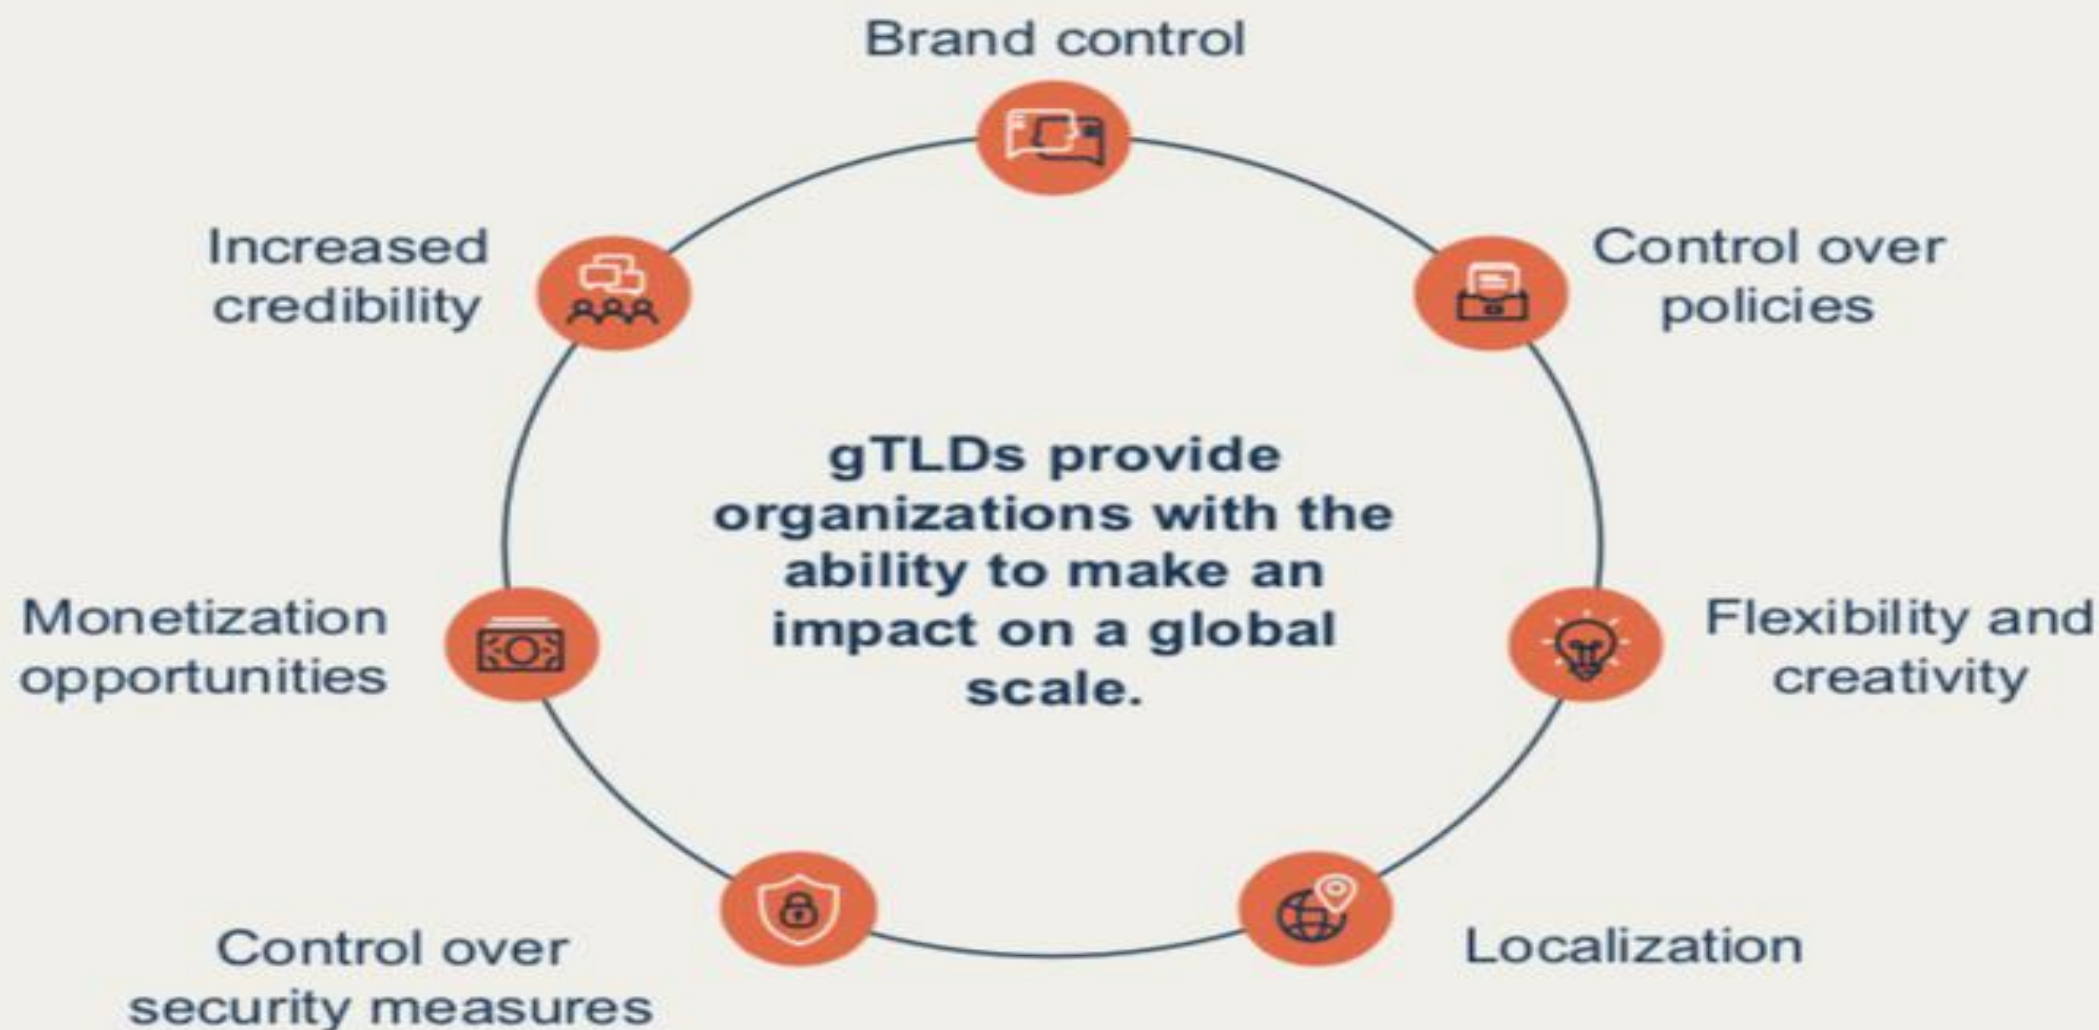 Brand control
Control over
policies
Flexibility and
creativity
Localization
Control over
security measures
Monetization
opportunities
Increased
credibility
gTLDs provide
organizations with the
ability to make an
impact on a global
scale.